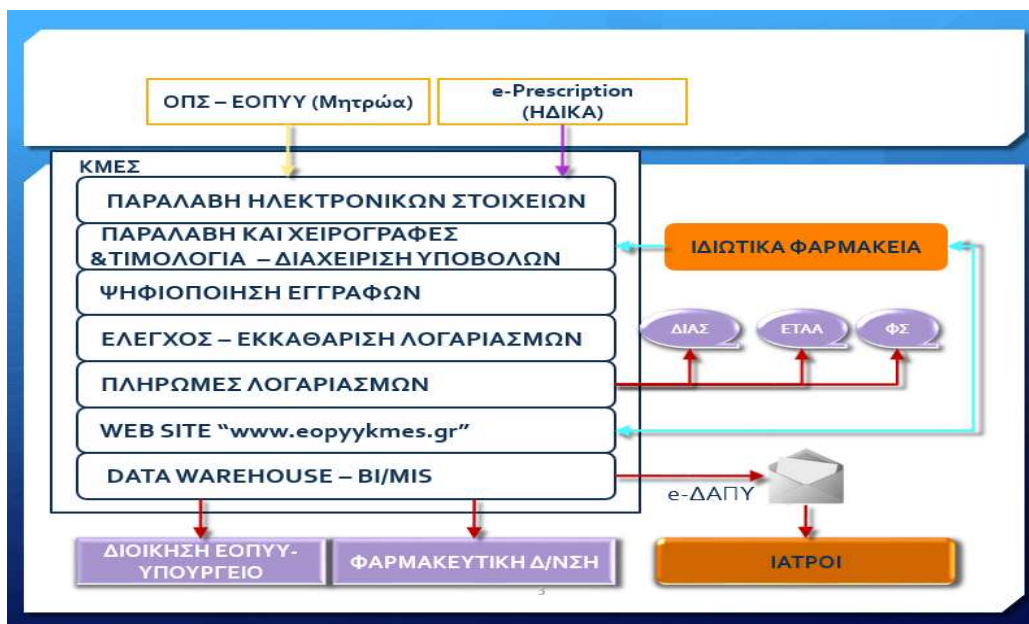 ΟΠΣ – ΕΟΠΥΥ (Μητρώα)
e-Prescription
(ΗΔΙΚΑ)
ΚΜΕΣ
ΠΑΡΑΛΑΒΗ ΗΛΕΚΤΡΟΝΙΚΩΝ ΣΤΟΙΧΕΙΩΝ
ΠΑΡΑΛΑΒΗ ΚΑΙ ΧΕΙΡΟΓΡΑΦΕΣ
&ΤΙΜΟΛΟΓΙΑ – ΔΙΑΧΕΙΡΙΣΗ ΥΠΟΒΟΛΩΝ
ΙΔΙΩΤΙΚΑ ΦΑΡΜΑΚΕΙΑ
ΨΗΦΙΟΠΟΙΗΣΗ ΕΓΓΡΑΦΩΝ
ΕΛΕΓΧΟΣ – ΕΚΚΑΘΑΡΙΣΗ ΛΟΓΑΡΙΑΣΜΩΝ
ΔΙΑΣ
ΕΤΑΑ
ΦΣ
ΠΛΗΡΩΜΕΣ ΛΟΓΑΡΙΑΣΜΩΝ
WEB SITE "www.eopyykmes.gr"
DATA WAREHOUSE – BI/MIS
e-ΔΑΠΥ
ΔΙΟΙΚΗΣΗ ΕΟΠΥΥ-
ΥΠΟΥΡΓΕΙΟ
ΦΑΡΜΑΚΕΥΤΙΚΗ Δ/ΝΣΗ
ΙΑΤΡΟΙ
3